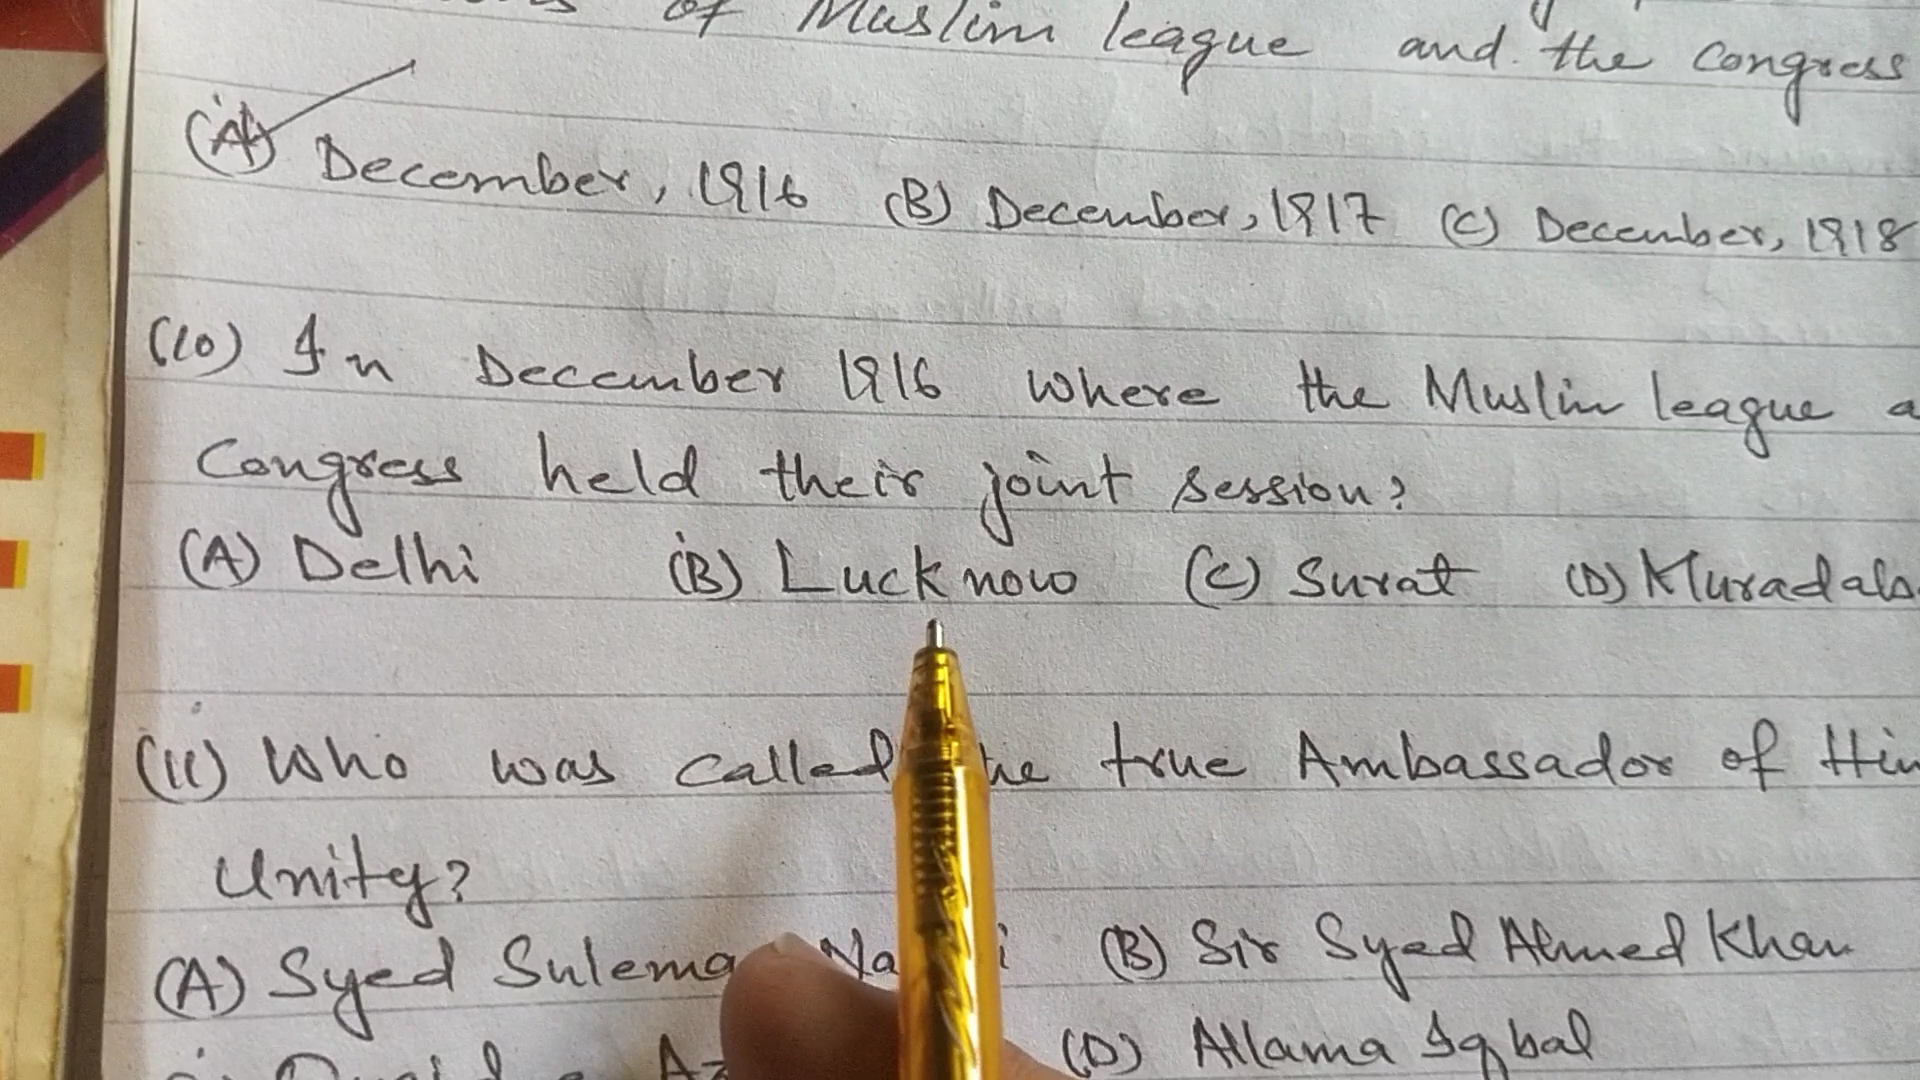 of Muslim league and the Congress
(A) December, 1916 (B) December, 1917 (C) December, 1918
(10) In December 1916 where the Muslim league
Congress held their joint session?
(A) Delhi (B) Lucknow (C) Surat (D)
(11) Who was called the true Ambassador of
Unity?
(A) Syed (B) Sir Syed Ahmed Khan
(D) Allama Iqbal